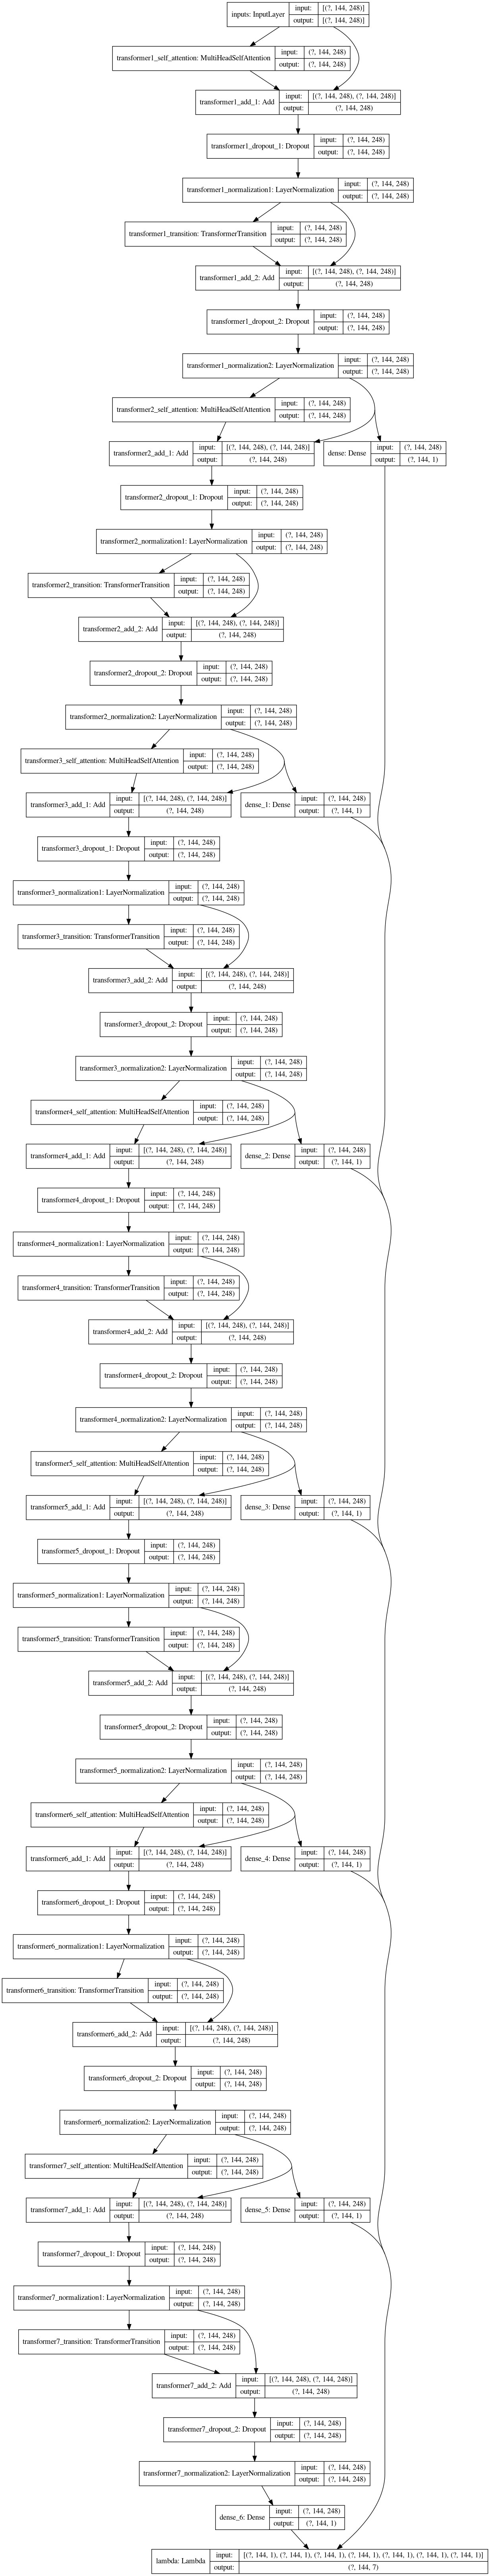 inputs: InputLayer
input: [(?, 144, 248)]
output: [(?, 144, 248)]
transformer1_self_attention: MultiHeadSelfAttention
input: (?, 144, 248)
output: (?, 144, 248)
transformer1_add_1: Add
input: [(?, 144, 248), (?, 144, 248)]
output: (?, 144, 248)
transformer1_dropout_1: Dropout
input: (?, 144, 248)
output: (?, 144, 248)
transformer1_normalization1: LayerNormalization
input: (?, 144, 248)
output: (?, 144, 248)
transformer1_transition: TransformerTransition
input: (?, 144, 248)
output: (?, 144, 248)
transformer1_add_2: Add
input: [(?, 144, 248), (?, 144, 248)]
output: (?, 144, 248)
transformer1_dropout_2: Dropout
input: (?, 144, 248)
output: (?, 144, 248)
transformer1_normalization2: LayerNormalization
input: (?, 144, 248)
output: (?, 144, 248)
transformer2_self_attention: MultiHeadSelfAttention
input: (?, 144, 248)
output: (?, 144, 248)
transformer2_add_1: Add
input: [(?, 144, 248), (?, 144, 248)]
output: (?, 144, 248)
dense: Dense
input: (?, 144, 248)
output: (?, 144, 1)
transformer2_dropout_1: Dropout
input: (?, 144, 248)
output: (?, 144, 248)
transformer2_normalization1: LayerNormalization
input: (?, 144, 248)
output: (?, 144, 248)
transformer2_transition: TransformerTransition
input: (?, 144, 248)
output: (?, 144, 248)
transformer2_add_2: Add
input: [(?, 144, 248), (?, 144, 248)]
output: (?, 144, 248)
transformer2_dropout_2: Dropout
input: (?, 144, 248)
output: (?, 144, 248)
transformer2_normalization2: LayerNormalization
input: (?, 144, 248)
output: (?, 144, 248)
transformer3_self_attention: MultiHeadSelfAttention
input: (?, 144, 248)
output: (?, 144, 248)
transformer3_add_1: Add
input: [(?, 144, 248), (?, 144, 248)]
output: (?, 144, 248)
dense_1: Dense
input: (?, 144, 248)
output: (?, 144, 1)
transformer3_dropout_1: Dropout
input: (?, 144, 248)
output: (?, 144, 248)
transformer3_normalization1: LayerNormalization
input: (?, 144, 248)
output: (?, 144, 248)
transformer3_transition: TransformerTransition
input: (?, 144, 248)
output: (?, 144, 248)
transformer3_add_2: Add
input: [(?, 144, 248), (?, 144, 248)]
output: (?, 144, 248)
transformer3_dropout_2: Dropout
input: (?, 144, 248)
output: (?, 144, 248)
transformer3_normalization2: LayerNormalization
input: (?, 144, 248)
output: (?, 144, 248)
transformer4_self_attention: MultiHeadSelfAttention
input: (?, 144, 248)
output: (?, 144, 248)
transformer4_add_1: Add
input: [(?, 144, 248), (?, 144, 248)]
output: (?, 144, 248)
dense_2: Dense
input: (?, 144, 248)
output: (?, 144, 1)
transformer4_dropout_1: Dropout
input: (?, 144, 248)
output: (?, 144, 248)
transformer4_normalization1: LayerNormalization
input: (?, 144, 248)
output: (?, 144, 248)
transformer4_transition: TransformerTransition
input: (?, 144, 248)
output: (?, 144, 248)
transformer4_add_2: Add
input: [(?, 144, 248), (?, 144, 248)]
output: (?, 144, 248)
transformer4_dropout_2: Dropout
input: (?, 144, 248)
output: (?, 144, 248)
transformer4_normalization2: LayerNormalization
input: (?, 144, 248)
output: (?, 144, 248)
transformer5_self_attention: MultiHeadSelfAttention
input: (?, 144, 248)
output: (?, 144, 248)
transformer5_add_1: Add
input: [(?, 144, 248), (?, 144, 248)]
output: (?, 144, 248)
dense_3: Dense
input: (?, 144, 248)
output: (?, 144, 1)
transformer5_dropout_1: Dropout
input: (?, 144, 248)
output: (?, 144, 248)
transformer5_normalization1: LayerNormalization
input: (?, 144, 248)
output: (?, 144, 248)
transformer5_transition: TransformerTransition
input: (?, 144, 248)
output: (?, 144, 248)
transformer5_add_2: Add
input: [(?, 144, 248), (?, 144, 248)]
output: (?, 144, 248)
transformer5_dropout_2: Dropout
input: (?, 144, 248)
output: (?, 144, 248)
transformer5_normalization2: LayerNormalization
input: (?, 144, 248)
output: (?, 144, 248)
transformer6_self_attention: MultiHeadSelfAttention
input: (?, 144, 248)
output: (?, 144, 248)
transformer6_add_1: Add
input: [(?, 144, 248), (?, 144, 248)]
output: (?, 144, 248)
dense_4: Dense
input: (?, 144, 248)
output: (?, 144, 1)
transformer6_dropout_1: Dropout
input: (?, 144, 248)
output: (?, 144, 248)
transformer6_normalization1: LayerNormalization
input: (?, 144, 248)
output: (?, 144, 248)
transformer6_transition: TransformerTransition
input: (?, 144, 248)
output: (?, 144, 248)
transformer6_add_2: Add
input: [(?, 144, 248), (?, 144, 248)]
output: (?, 144, 248)
transformer6_dropout_2: Dropout
input: (?, 144, 248)
output: (?, 144, 248)
transformer6_normalization2: LayerNormalization
input: (?, 144, 248)
output: (?, 144, 248)
transformer7_self_attention: MultiHeadSelfAttention
input: (?, 144, 248)
output: (?, 144, 248)
transformer7_add_1: Add
input: [(?, 144, 248), (?, 144, 248)]
output: (?, 144, 248)
dense_5: Dense
input: (?, 144, 248)
output: (?, 144, 1)
transformer7_dropout_1: Dropout
input: (?, 144, 248)
output: (?, 144, 248)
transformer7_normalization1: LayerNormalization
input: (?, 144, 248)
output: (?, 144, 248)
transformer7_transition: TransformerTransition
input: (?, 144, 248)
output: (?, 144, 248)
transformer7_add_2: Add
input: [(?, 144, 248), (?, 144, 248)]
output: (?, 144, 248)
transformer7_dropout_2: Dropout
input: (?, 144, 248)
output: (?, 144, 248)
transformer7_normalization2: LayerNormalization
input: (?, 144, 248)
output: (?, 144, 248)
dense_6: Dense
input: (?, 144, 248)
output: (?, 144, 1)
lambda: Lambda
input: [(?, 144, 1), (?, 144, 1), (?, 144, 1), (?, 144, 1), (?, 144, 1), (?, 144, 1), (?, 144, 1)]
output: (?, 144, 7)